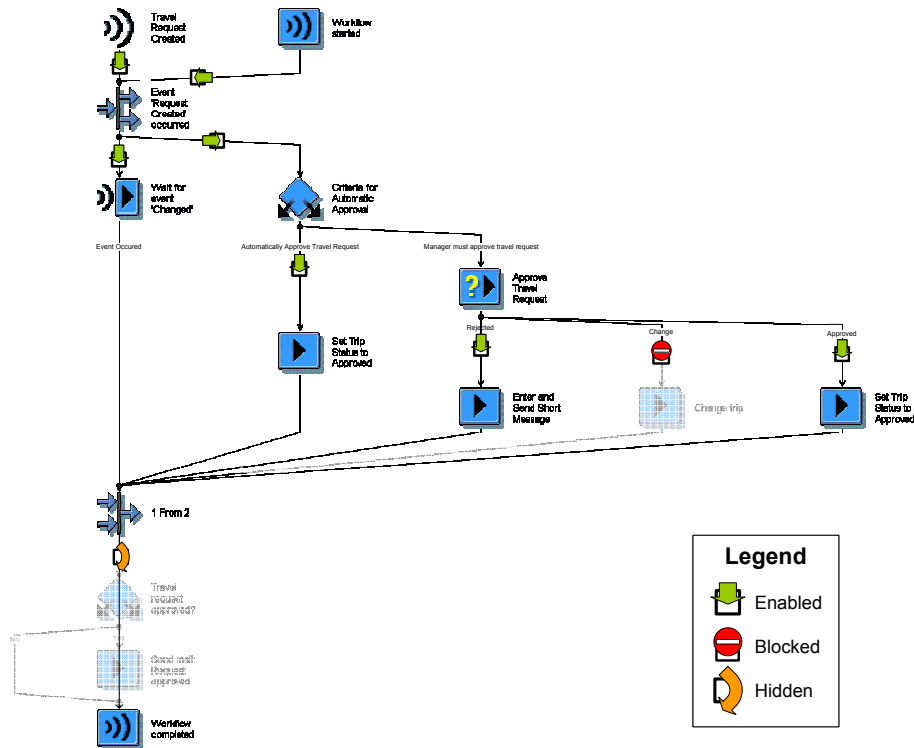 Travel
Request
Created
Workflow
started
Event
'Request
Created'
occurred
Wait for
event
'Changed'
Criteria for
Automatic
Approval
Event Occured
Automatically Approve Travel Request
Manager must approve travel request
Approve
Travel
Request
Rejected
Change
Approved
Set Trip
Status to
Approved
Enter and
Send Short
Message
Change trip
Set Trip
Status to
Approved
1 From 2
Travel
request
approved?
No
Yes
Send mail:
Request
approved
Workflow
completed
Legend
Enabled
Blocked
Hidden